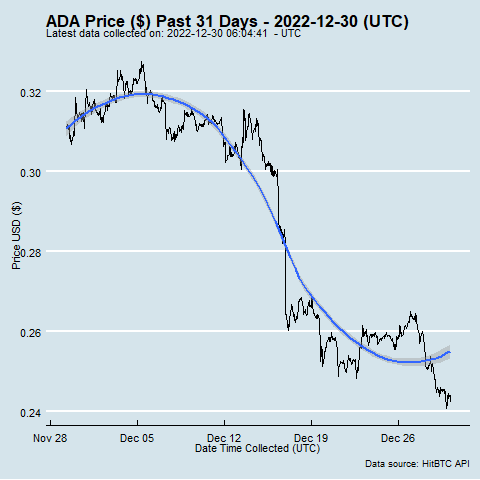 ADA Price ($) Past 31 Days - 2022-12-30 (UTC)
Latest data collected on: 2022-12-30 06:04:41  - UTC
Price USD ($)
0.32
0.30
0.28
0.26
0.24
Nov 28 Dec 05 Dec 12 Dec 19 Dec 26
Date Time Collected (UTC)
Data source: HitBTC API